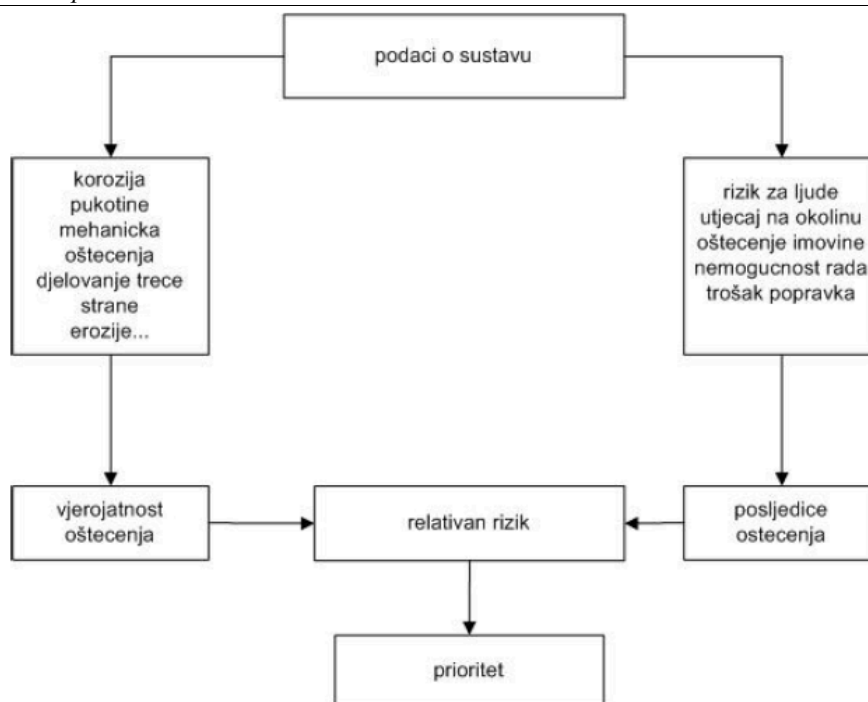 podaci o sustavu
korozija
pukotine
mehanicka
oštecenja
djelovanje trece
strane
erozije...
rizik za ljude
utjecaj na okolinu
oštecenje imovine
nemogucnost rada
trošak popravka
vjerojatnost
oštecenja
relativan rizik
posljedice
ostecenja
prioritet